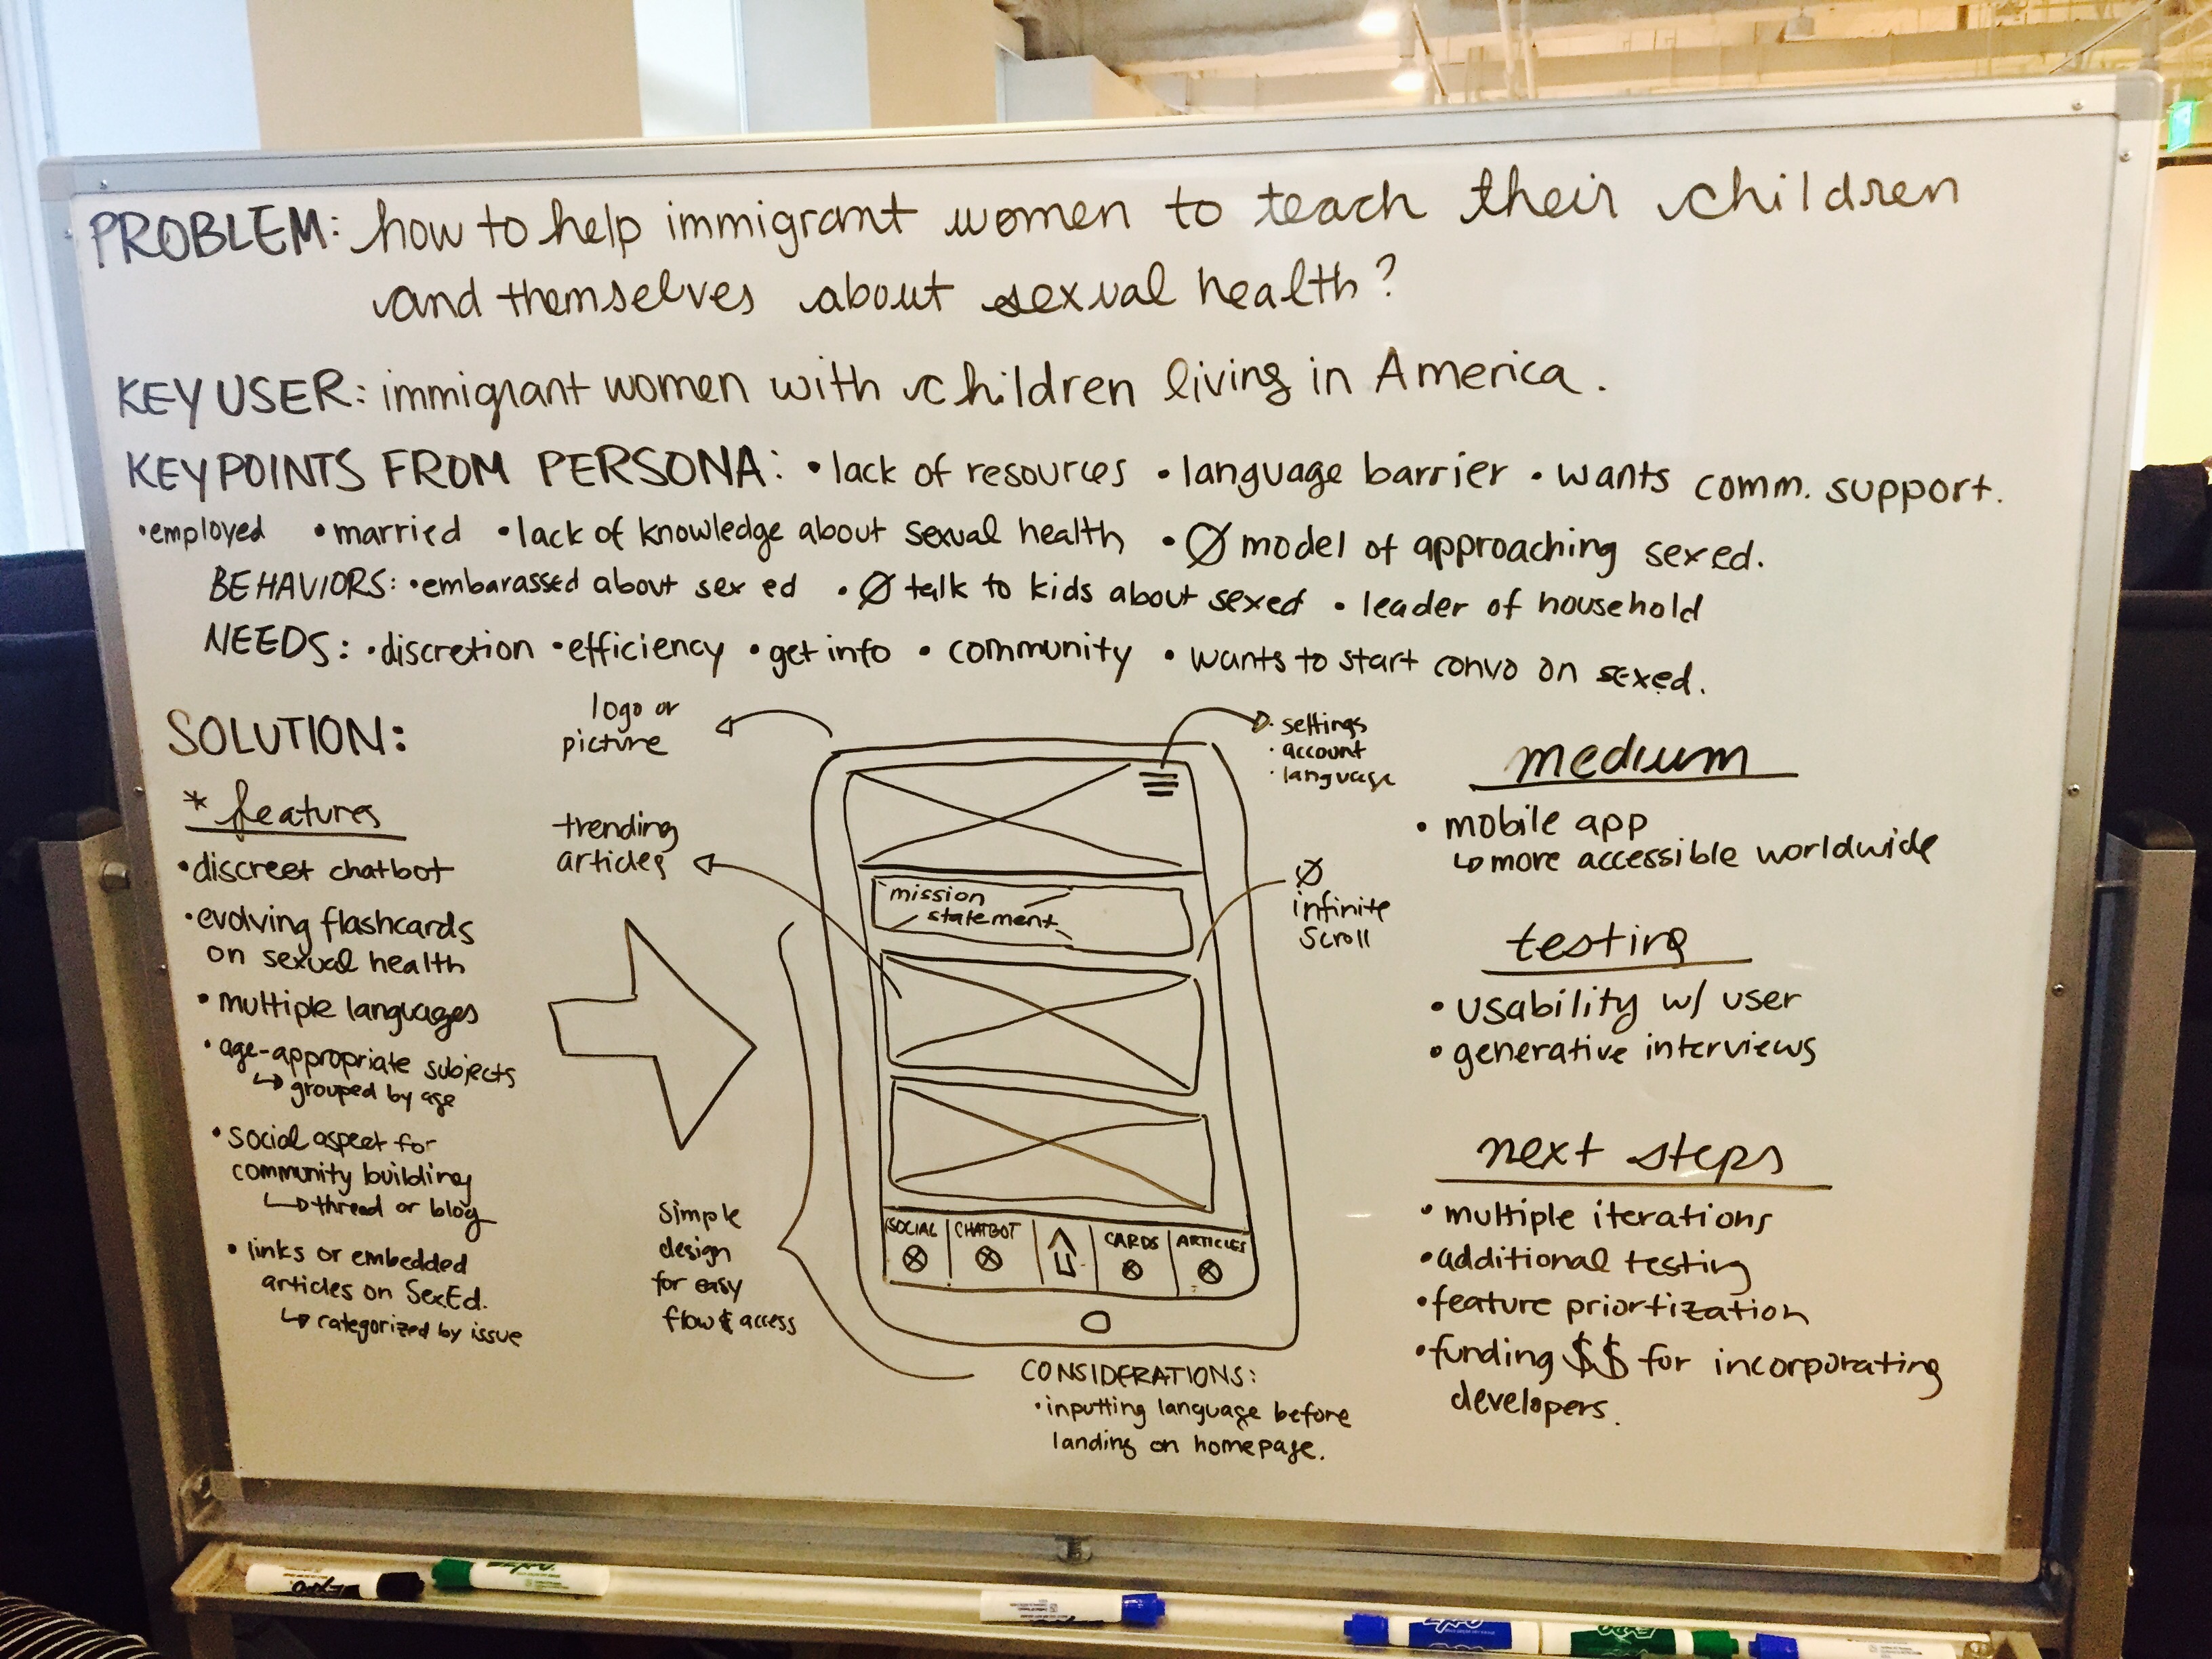 PROBLEM: how to help immigrant women to teach their children
and themselves about sexual health?
KEY USER: immigrant women with children living in America.
KEY POINTS FROM PERSONA: • lack of resources • language barrier • wants comm. support.
• employed • married • lack of knowledge about sexual health • Ø model of approaching sexed.
BEHAVIORS: • embarassed about sex ed • Ø talk to kids about sexed • leader of household
NEEDS: • discretion • efficiency • get info • community • wants to start convo on sexed.
SOLUTION:
* features
• discreet chatbot
• evolving flashcards
on sexual health
• multiple languages
• age-appropriate subjects
↳ grouped by age
• social aspect for
community building
↳ thread or blog
• links or embedded
articles on SexEd.
↳ categorized by issue
logo or
picture
trending
articles
simple
design
for easy
flow & access
• settings
• account
• language
mission
statement
Ø
infinite
scroll
SOCIAL CHATBOT CARDS ARTICLES
CONSIDERATIONS:
• inputting language before
landing on homepage.
medium
• mobile app
↳ more accessible worldwide
testing
• usability w/ user
• generative interviews
next steps
• multiple iterations
• additional testing
• feature priortization
• funding $$ for incorporating
developers.
EXPO